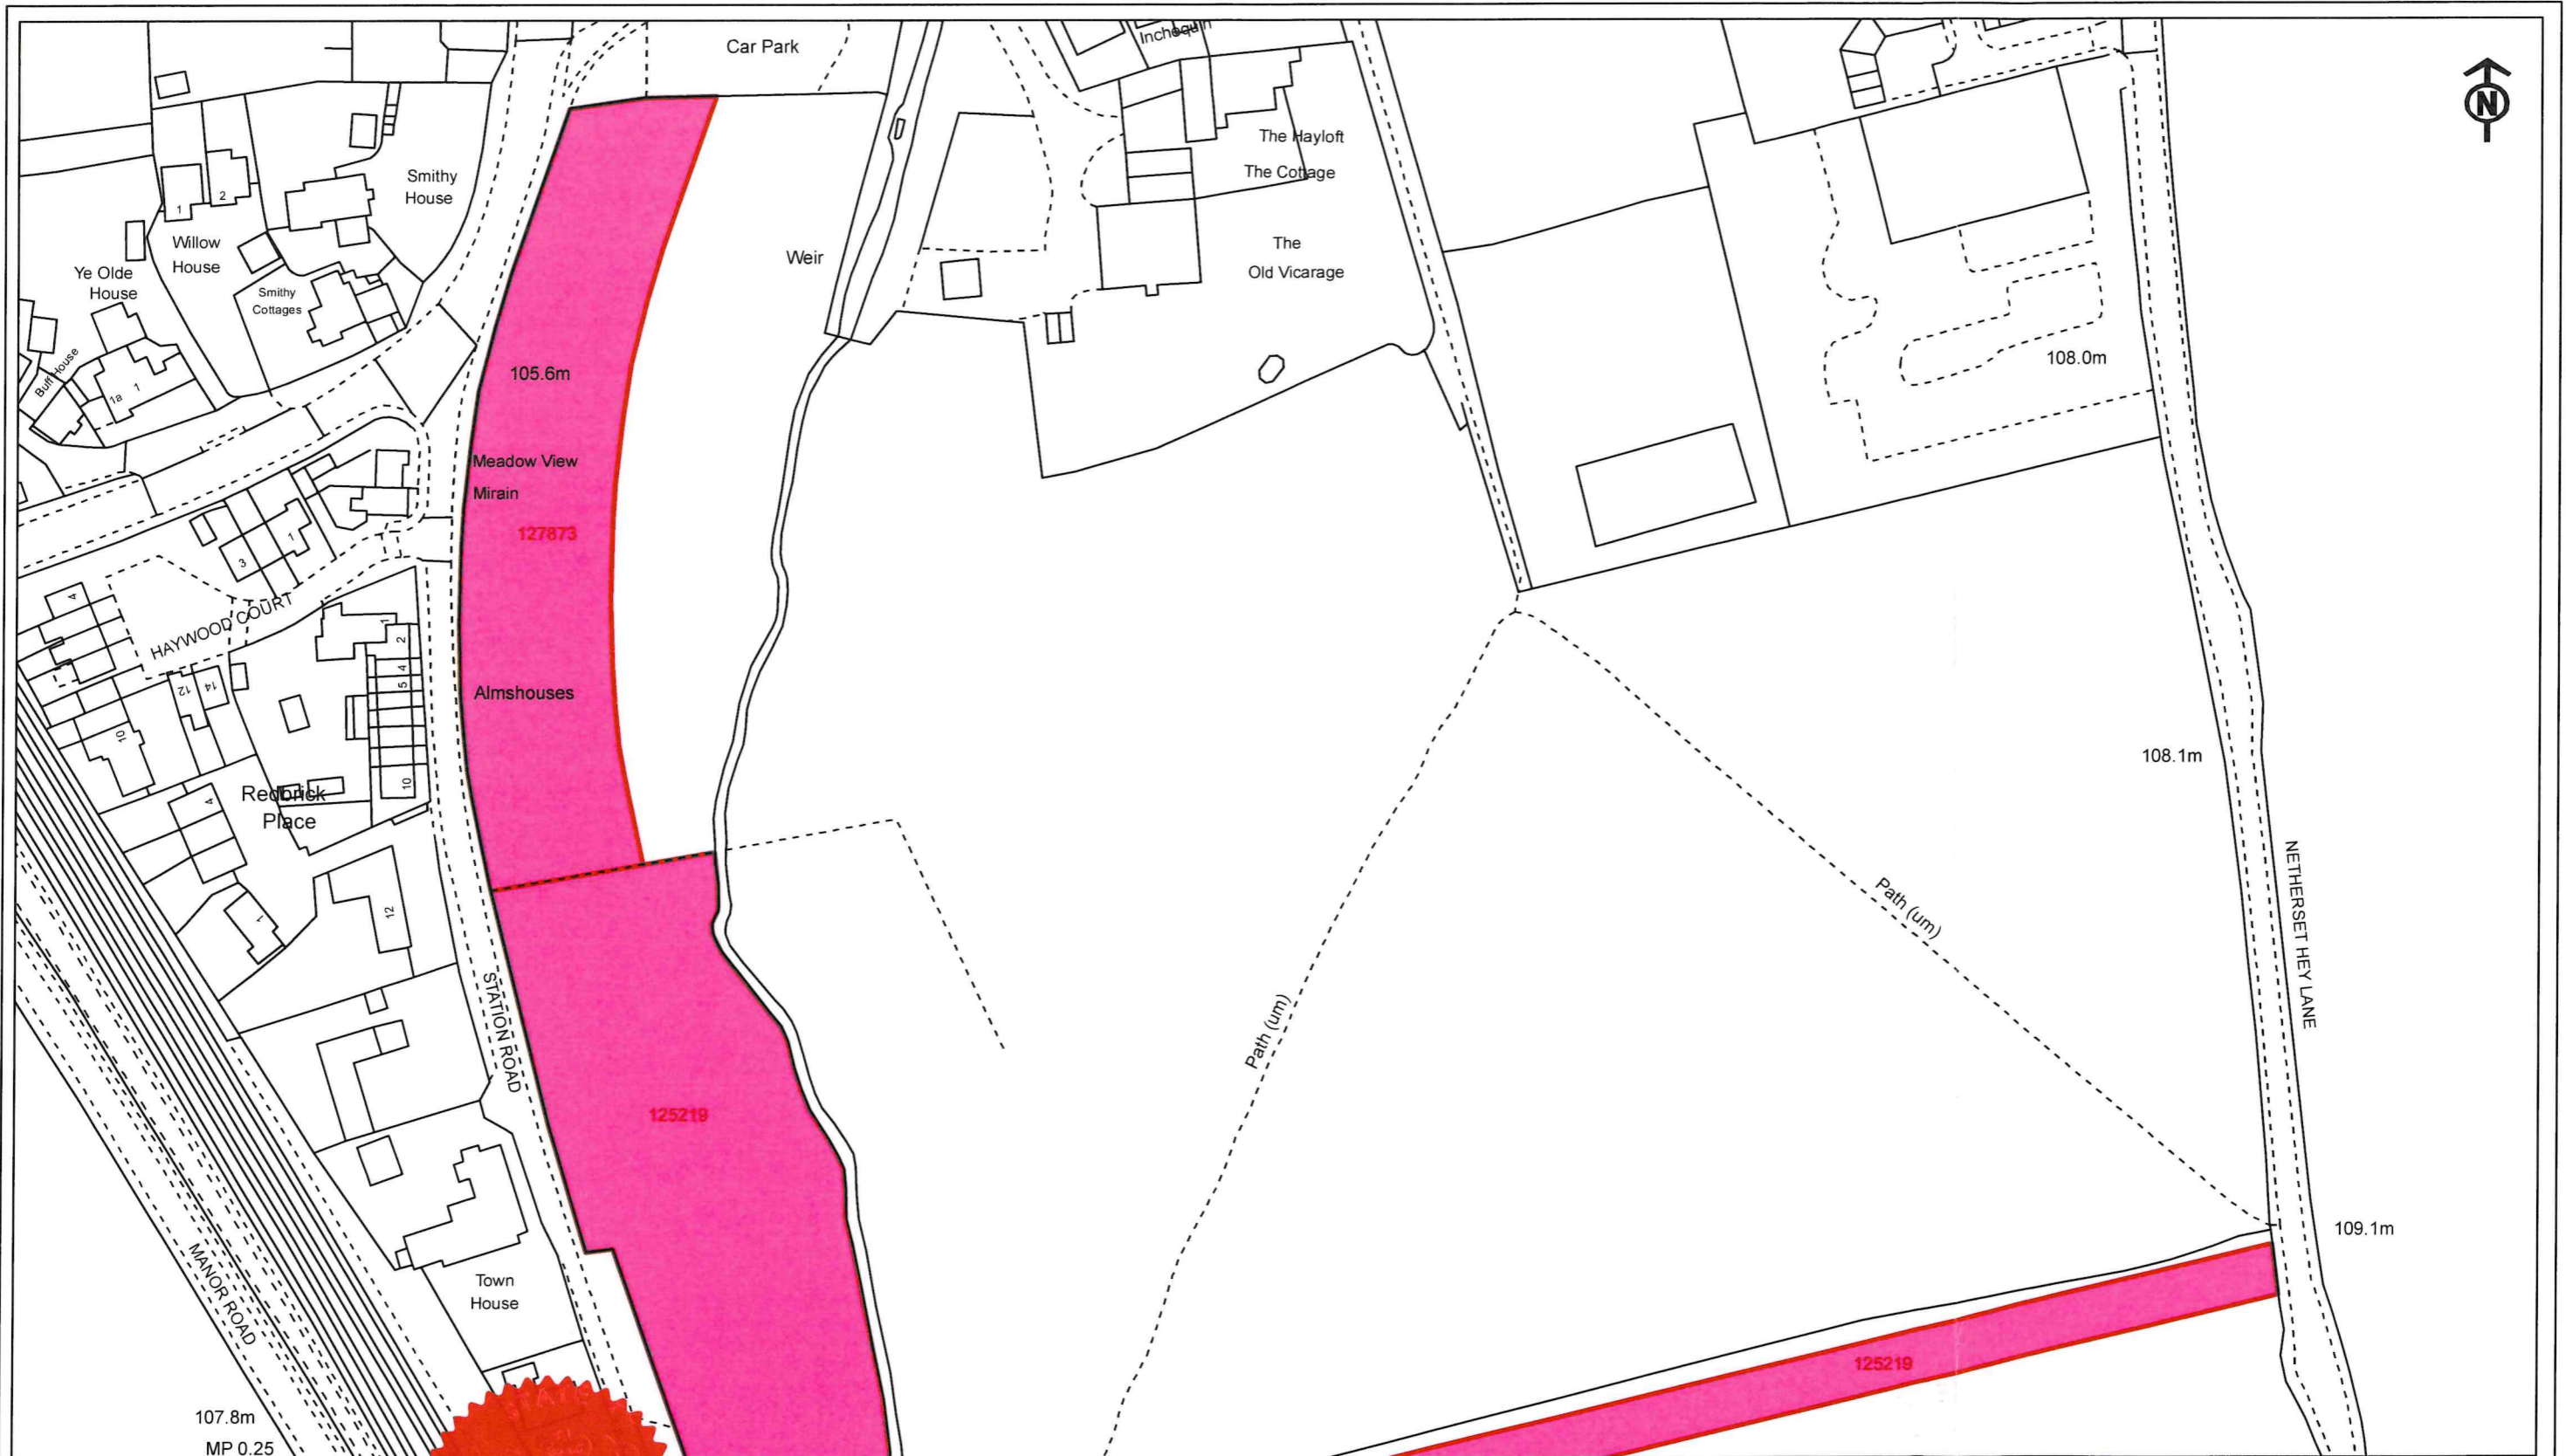 Car Park
Inchequin
N
The Hayloft
The Cottage
Smithy
House
2
1
Willow
House
The
Old Vicarage
Weir
Ye Olde
House
Smithy
Cottages
Buff House
108.0m
105.6m
1
1a
Meadow View
Mirain
127873
1
3
4
HAYWOOD COURT
1
2
4
5
12
14
Almshouses
10
108.1m
10
Redbrick
Place
4
NETHERSET HEY LANE
Path (um)
1
12
STATION ROAD
Path (um)
125219
109.1m
MANOR ROAD
Town
House
125219
107.8m
MP 0.25